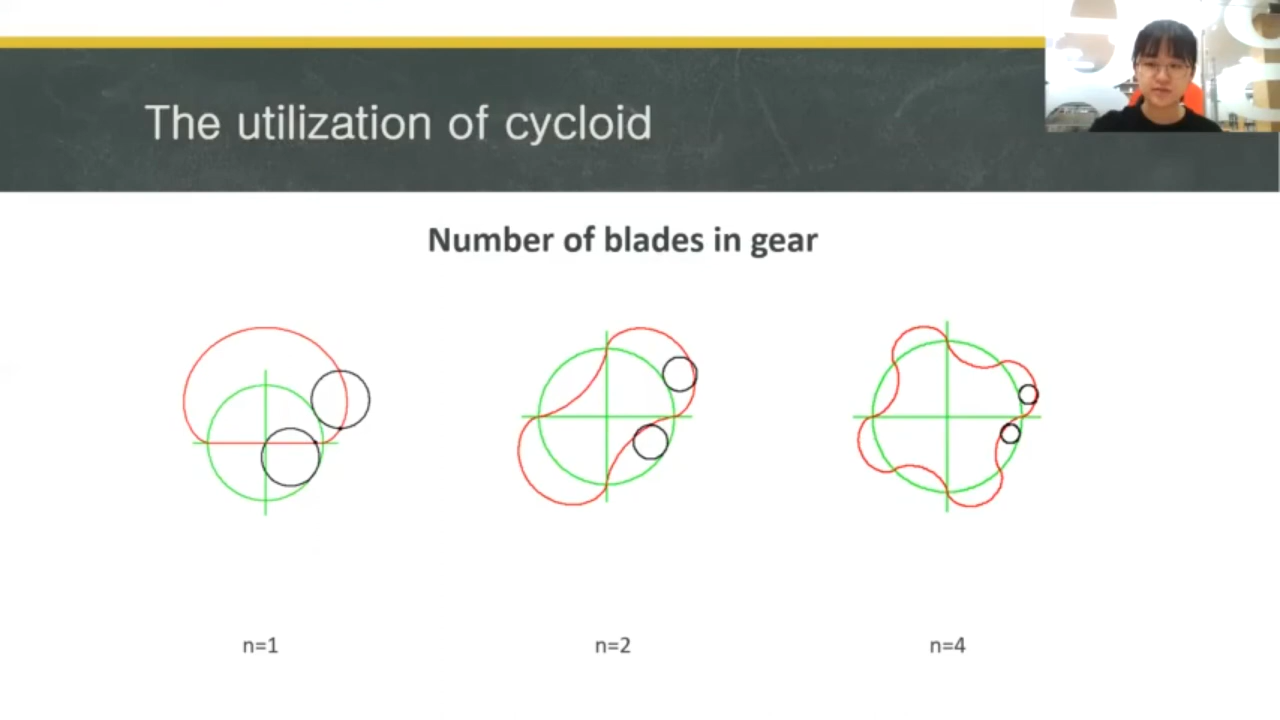 The utilization of cycloid
Number of blades in gear
n=1
n=2
n=4